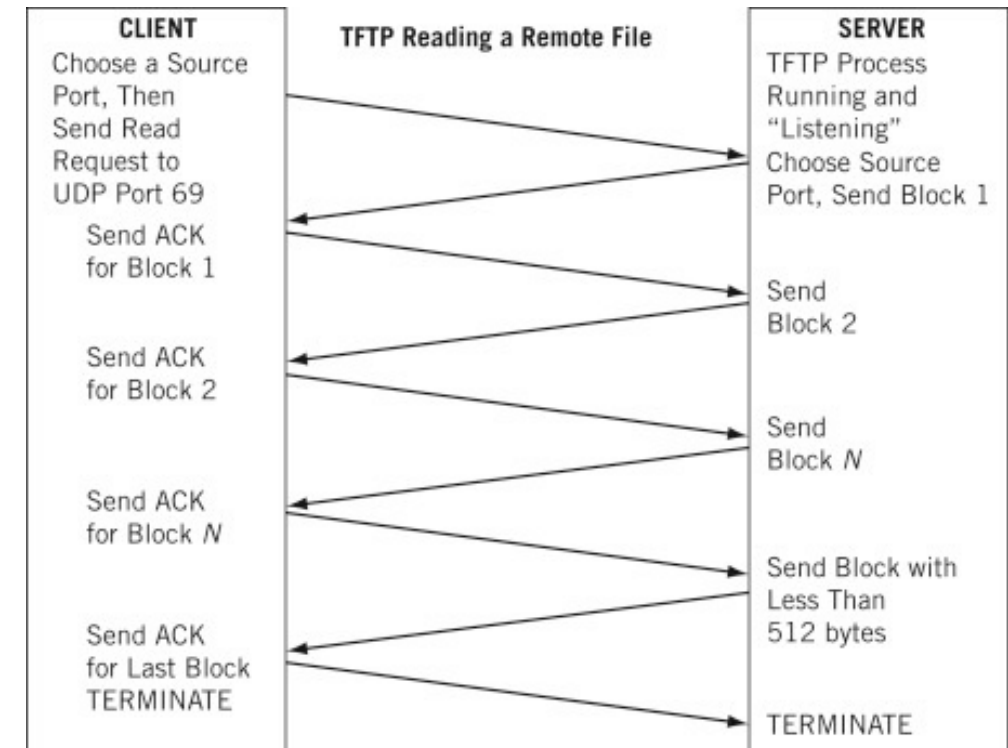 CLIENT
Choose a Source
Port, Then
Send Read
Request to
UDP Port 69
Send ACK
for Block 1
Send ACK
for Block 2
Send ACK
for Block N
Send ACK
for Last Block
TERMINATE
TFTP Reading a Remote File
SERVER
TFTP Process
Running and
“Listening”
Choose Source
Port, Send Block 1
Send
Block 2
Send
Block N
Send Block with
Less Than
512 bytes
TERMINATE